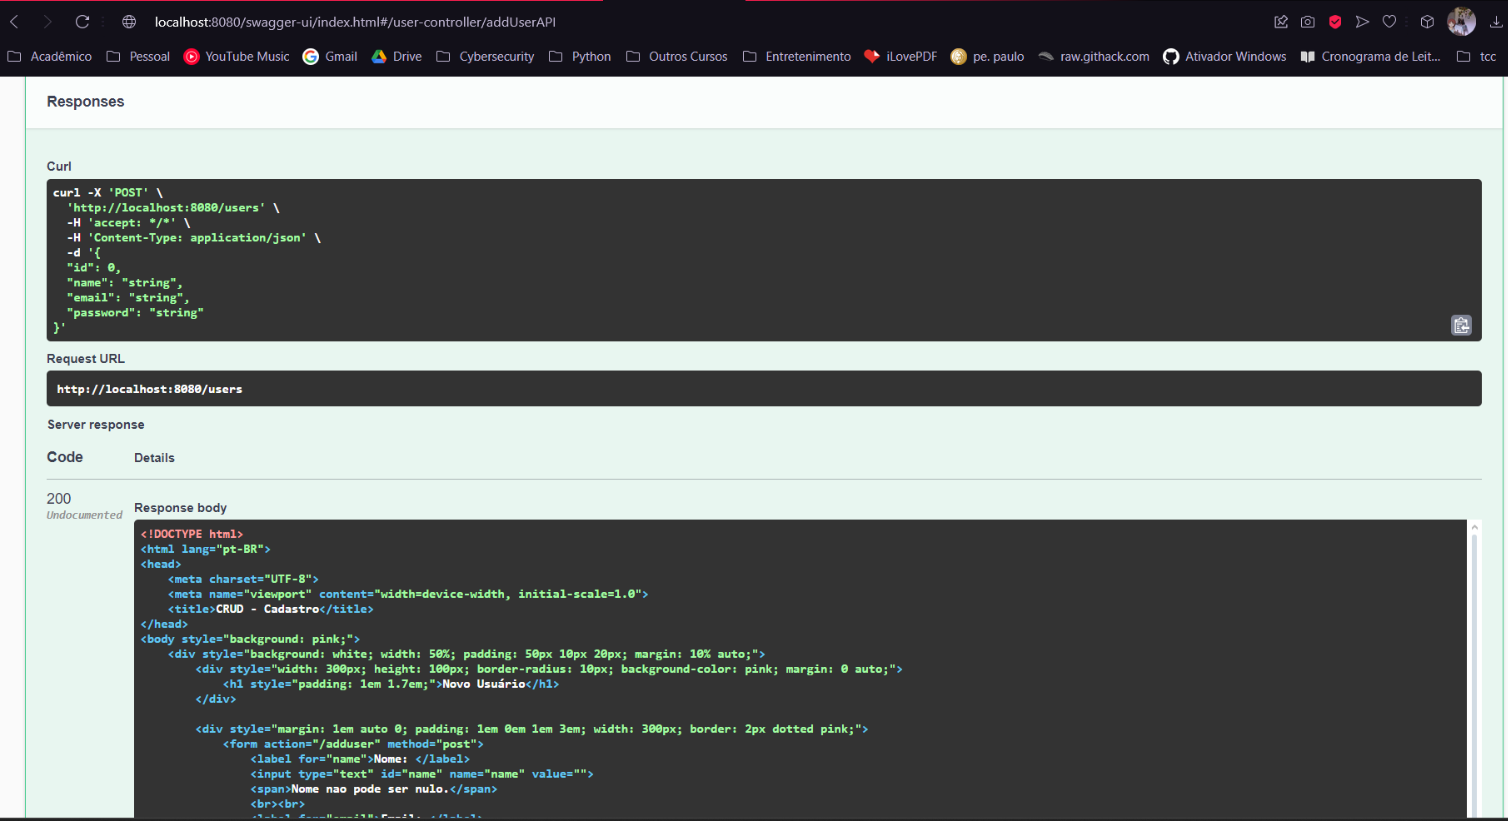 localhost:8080/swagger-ui/index.html#/user-controller/addUserAPI
Acadêmico Pessoal YouTube Music Gmail Drive Cybersecurity Python Outros Cursos Entretenimento iLovePDF pe. paulo raw.githack.com Ativador Windows Cronograma de Leit... tcc
Responses
Curl
curl -X 'POST' \
'http://localhost:8080/users' \
-H 'accept: */*' \
-H 'Content-Type: application/json' \
-d '{
"id": 0,
"name": "string",
"email": "string",
"password": "string"
}'
Request URL
http://localhost:8080/users
Server response
Code Details
200
Undocumented
Response body
<!DOCTYPE html>
<html lang="pt-BR">
<head>
<meta charset="UTF-8">
<meta name="viewport" content="width=device-width, initial-scale=1.0">
<title>CRUD - Cadastro</title>
</head>
<body style="background: pink;">
<div style="background: white; width: 50%; padding: 50px 10px 20px; margin: 10% auto;">
<div style="width: 300px; height: 100px; border-radius: 10px; background-color: pink; margin: 0 auto;">
<h1 style="padding: 1em 1.7em;">Novo Usuário</h1>
</div>
<div style="margin: 1em auto 0; padding: 1em 0em 1em 3em; width: 300px; border: 2px dotted pink;">
<form action="/adduser" method="post">
<label for="name">Nome: </label>
<input type="text" id="name" name="name" value="">
<span>Nome nao pode ser nulo.</span>
<br><br>
<label for="email">Email: </label>